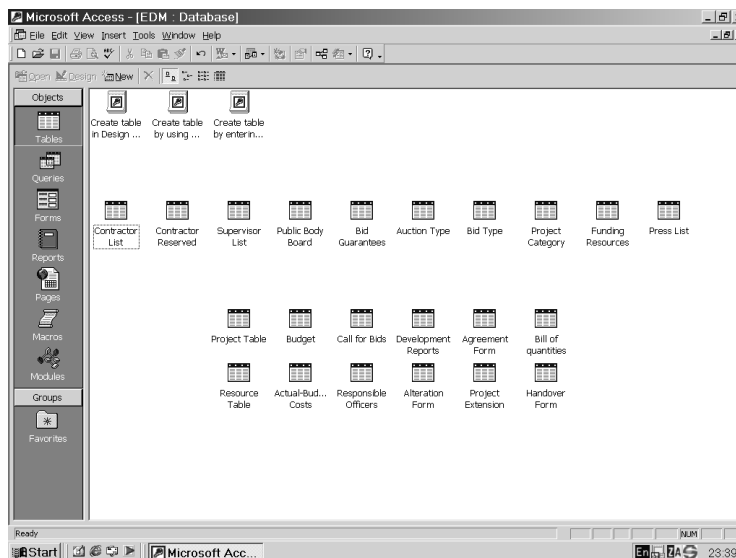 Microsoft Access - [EDM : Database]
File Edit View Insert Tools Window Help
Open Design New
Objects
Tables
Queries
Forms
Reports
Pages
Macros
Modules
Groups
Favorites
Create table in Design ...
Create table by using ...
Create table by enterin...
Contractor List
Contractor Reserved
Supervisor List
Public Body Board
Bid Guarantees
Auction Type
Bid Type
Project Category
Funding Resources
Press List
Project Table
Budget
Call for Bids
Development Reports
Agreement Form
Bill of quantities
Resource Table
Actual-Bud... Costs
Responsible Officers
Alteration Form
Project Extension
Handover Form
Ready
NUM
Start
Microsoft Acc...
En
23:39